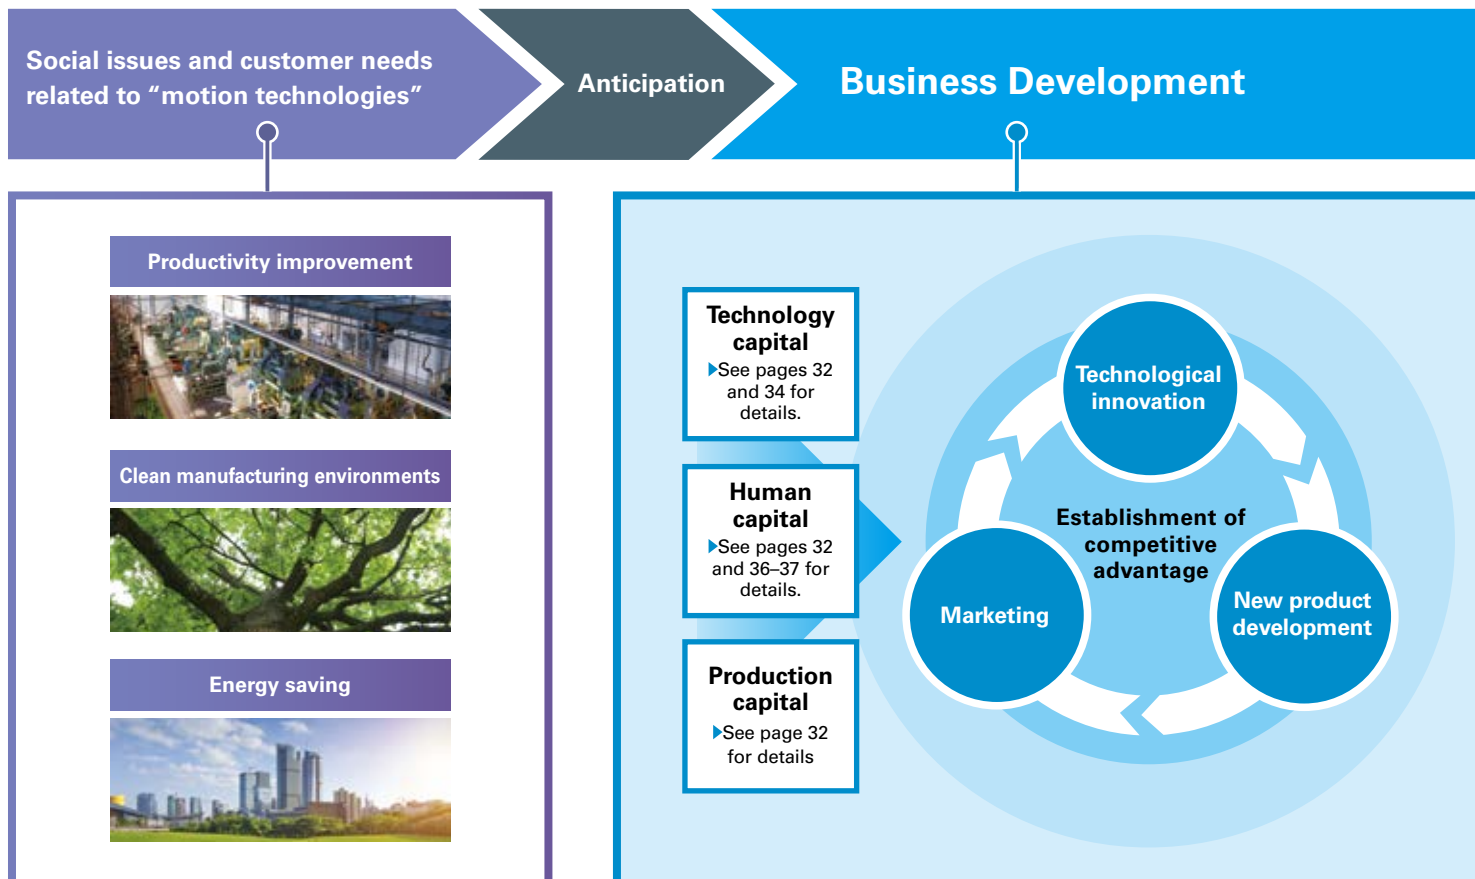 Social issues and customer needs
related to “motion technologies”
Anticipation
Business Development
Productivity improvement
Clean manufacturing environments
Energy saving
Technology
capital
▶See pages 32
and 34 for
details.
Human
capital
▶See pages 32
and 36–37 for
details.
Production
capital
▶See page 32
for details
Technological
innovation
Establishment of
competitive
advantage
Marketing
New product
development